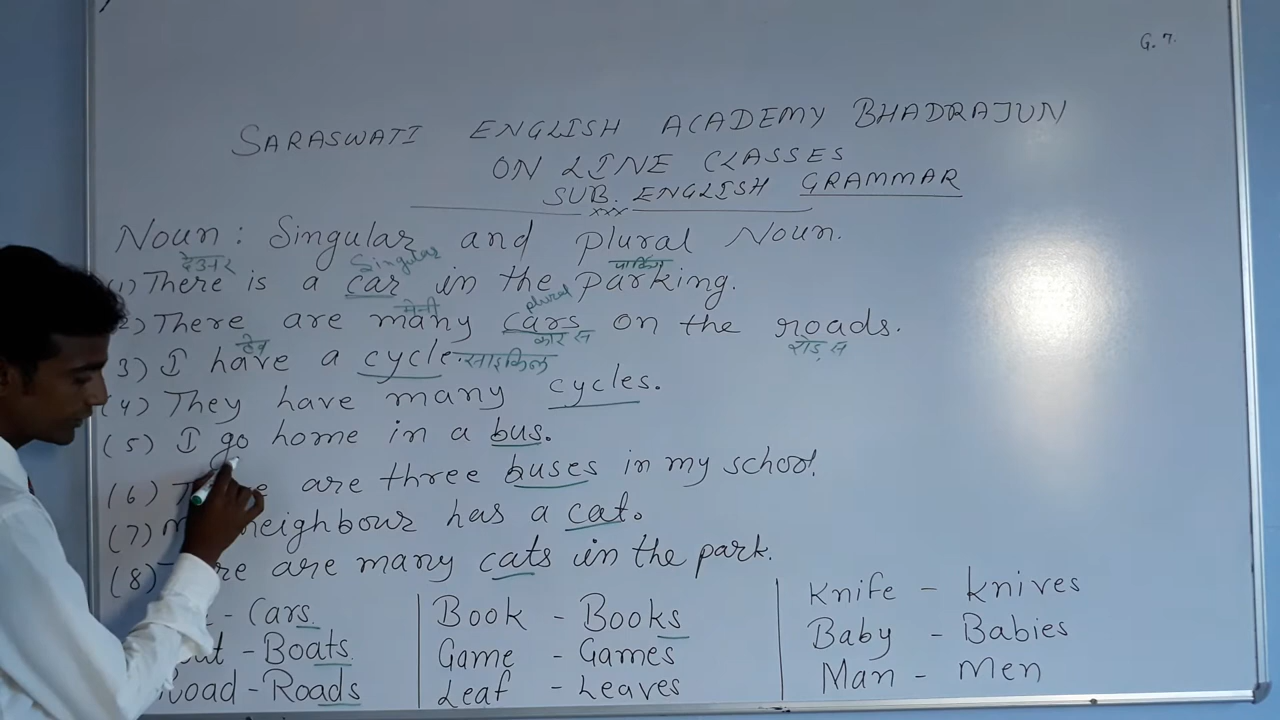 G. 7.
SARASWATI ENGLISH ACADEMY BHADRAJUN
ON LINE CLASSES
SUB. ENGLISH GRAMMAR
xxx
Noun: Singular and plural Noun.
देअर Singular पार्किंग
1) There is a car in the parking.
मेनी plural
2) There are many cars on the roads.
हैव कार स रोड्स
3) I have a cycle. साइकिल
(4) They have many cycles.
(5) I go home in a bus.
(6) are three buses in my school.
(7) neighbour has a cat.
(8) are many cats in the park.
- Cars Book - Books Knife - knives
- Boats Game - Games Baby - Babies
Road - Roads Leaf - Leaves Man - Men